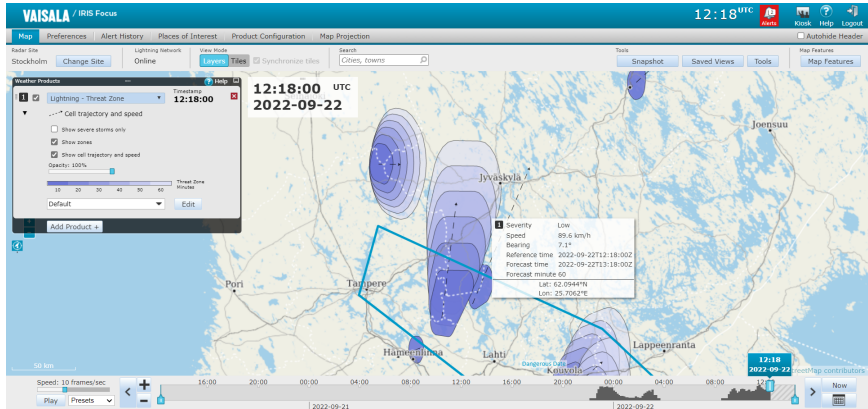 VAISALA / IRIS Focus
12:18 UTC
Alerts
Kiosk Help Logout
Map Preferences Alert History Places of Interest Product Configuration Map Projection
Autohide Header
Radar Site
Stockholm Change Site
Lightning Network
Online
View Mode
Layers Tiles Synchronize tiles
Search
Cities, towns
Tools
Snapshot Saved Views Tools
Map Features
Map Features
Weather Products
? Help
1 Lightning - Threat Zone
Timestamp
12:18:00
Cell trajectory and speed
Show severe storms only
Show zones
Show cell trajectory and speed
Opacity: 100%
10 20 30 40 50 60
Threat Zone
Minutes
Default Edit
Add Product +
12:18:00 UTC
2022-09-22
Joensuu
Jyväskylä
1 Severity Low
Speed 89.6 km/h
Bearing 7.1°
Reference time 2022-09-22T12:18:00Z
Forecast time 2022-09-22T13:18:00Z
Forecast minute 60
Lat: 62.0944°N
Lon: 25.7062°E
Pori
Tampere
Hämeenlinna
Lahti
Lappeenranta
Dangerous Data
Kouvola
50 km
12:18
2022-09-22
treetMap contributors
Speed: 10 frames/sec
Play Presets
16:00 20:00 00:00 04:00 08:00 12:00 16:00 20:00 00:00 04:00 08:00 12:
2022-09-21 2022-09-22
Now